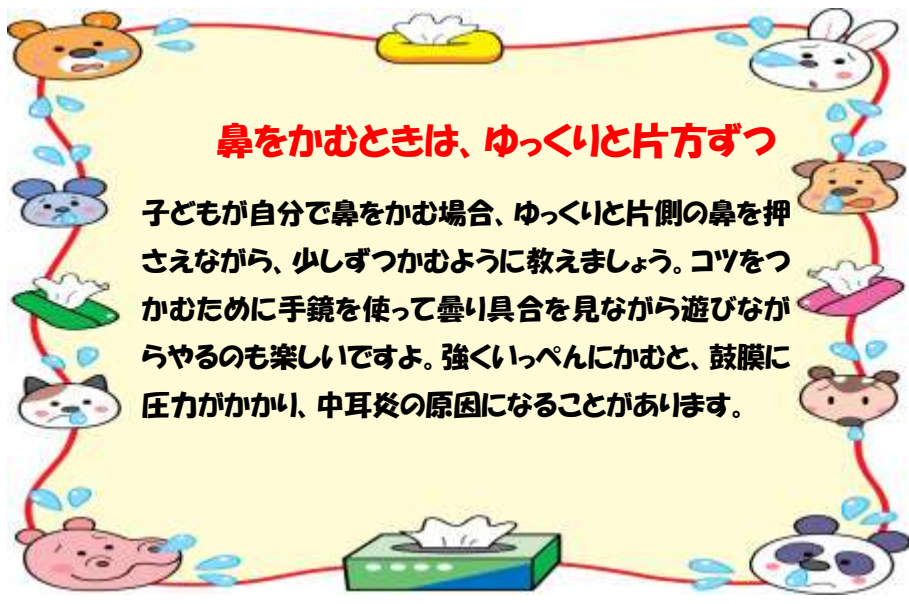 鼻をかむときは、ゆっくりと片方ずつ
子どもが自分で鼻をかむ場合、ゆっくりと片側の鼻を押
さえながら、少しずつかむように教えましょう。コツをつ
かむために手鏡を使って曇り具合を見ながら遊びなが
らやるのも楽しいですよ。強くいっぺんにかむと、鼓膜に
圧力がかかり、中耳炎の原因になることがあります。